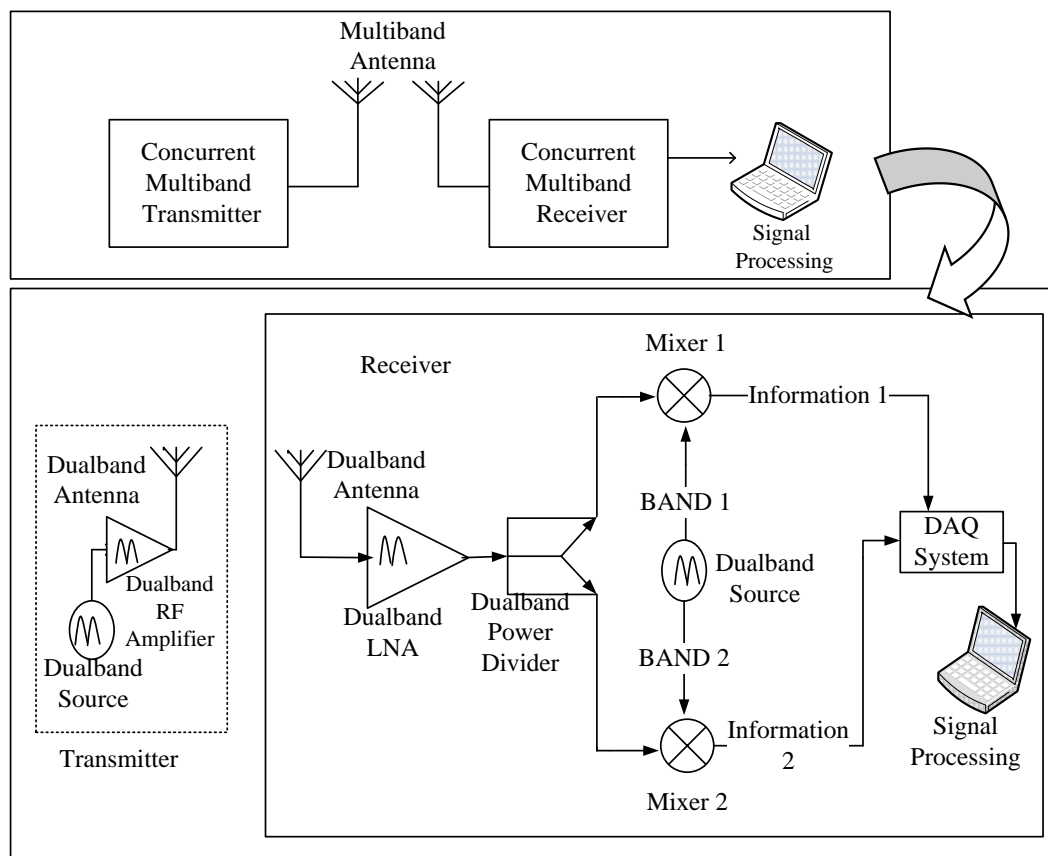 Multiband
Antenna
Concurrent
Multiband
Transmitter
Concurrent
Multiband
Receiver
Signal
Processing
Receiver
Mixer 1
Information 1
Dualband
Antenna
Dualband
Antenna
BAND 1
DAQ
System
Dualband
Source
Dualband
RF
Amplifier
Dualband
LNA
Dualband
Power
Divider
BAND 2
Dualband
Source
Information
2
Signal
Processing
Transmitter
Mixer 2